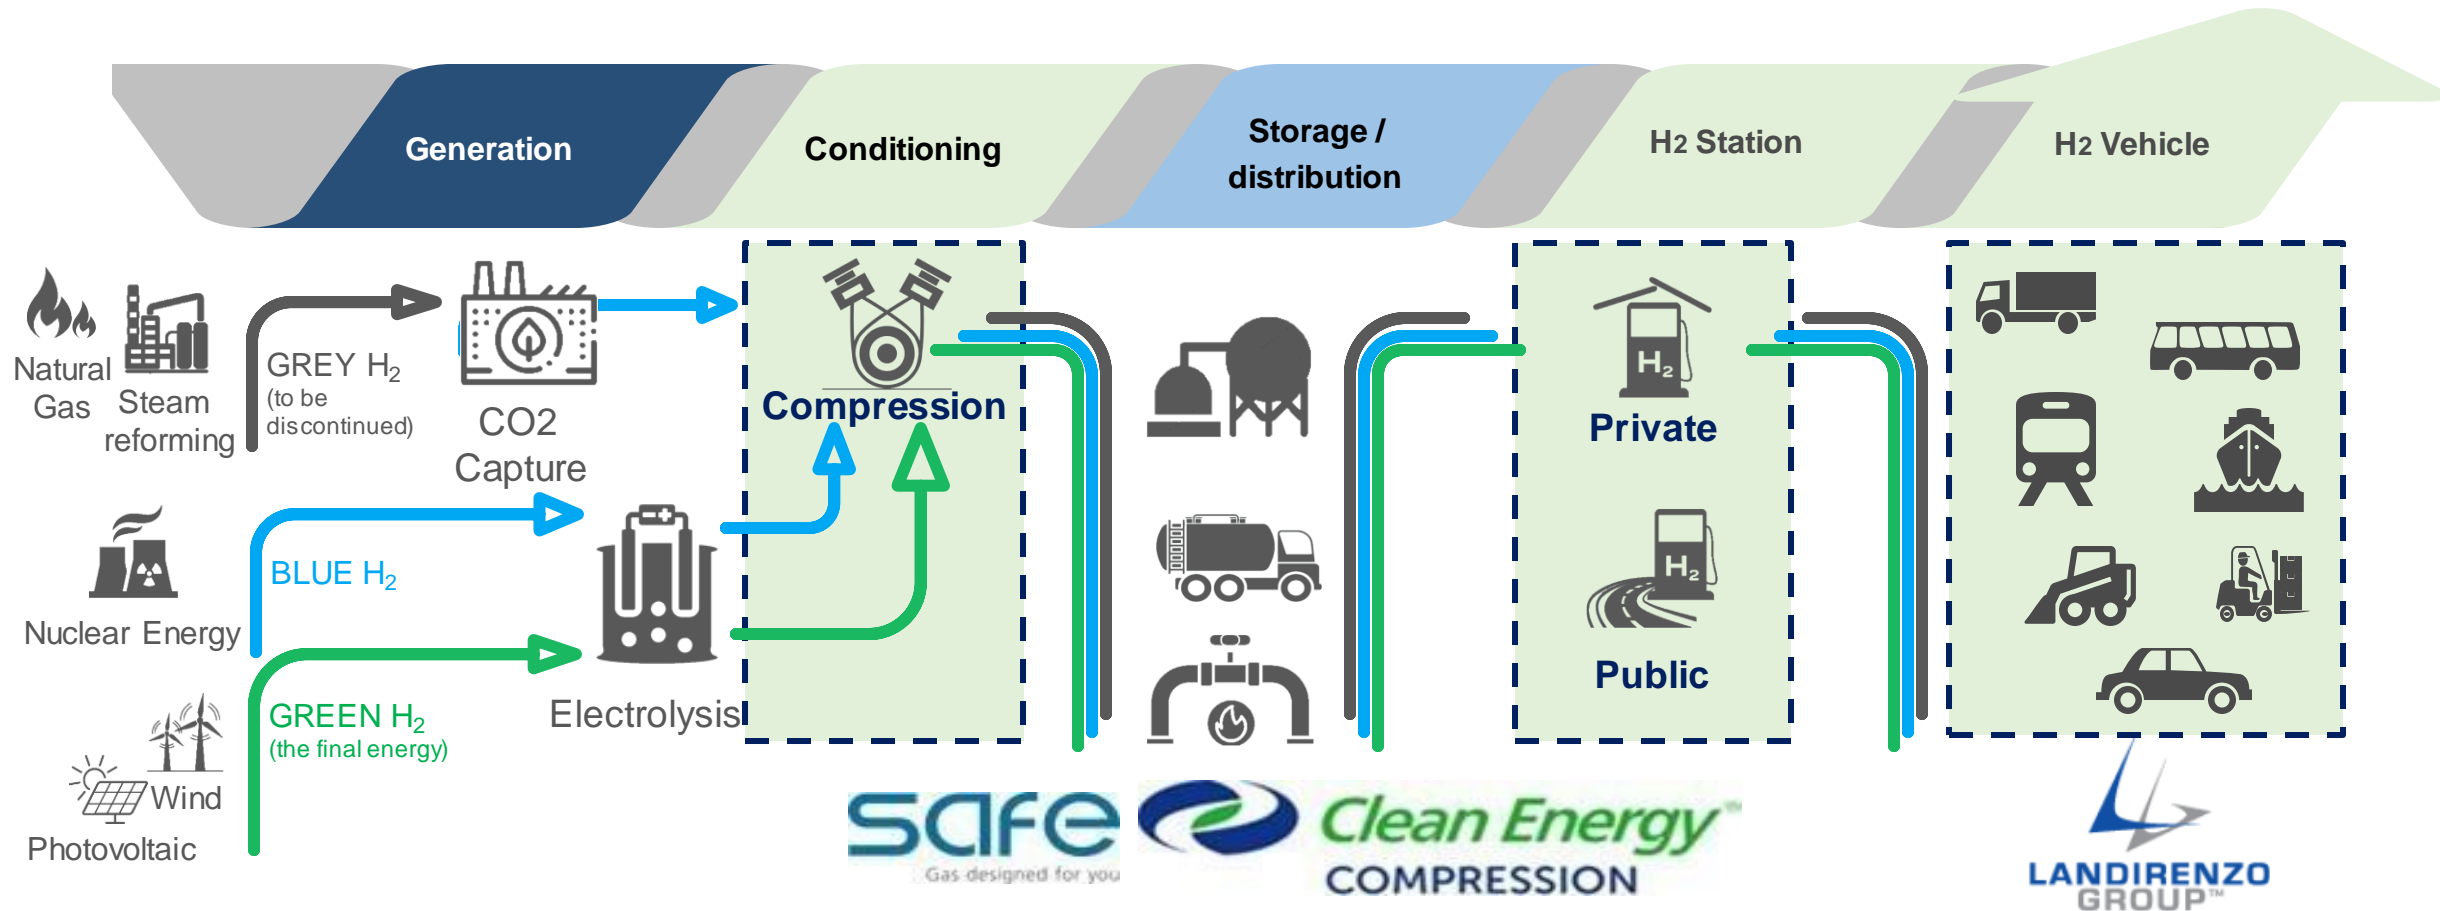 Generation
Conditioning
Storage /
distribution
H2 Station
H2 Vehicle
Natural
Gas
Steam
reforming
GREY H2
(to be
discontinued)
CO2
Capture
Compression
Nuclear Energy
BLUE H2
Electrolysis
GREEN H2
(the final energy)
Wind
Photovoltaic
H2
Private
H2
Public
safe
Gas designed for you
Clean Energy™
COMPRESSION
LANDIRENZO
GROUP™